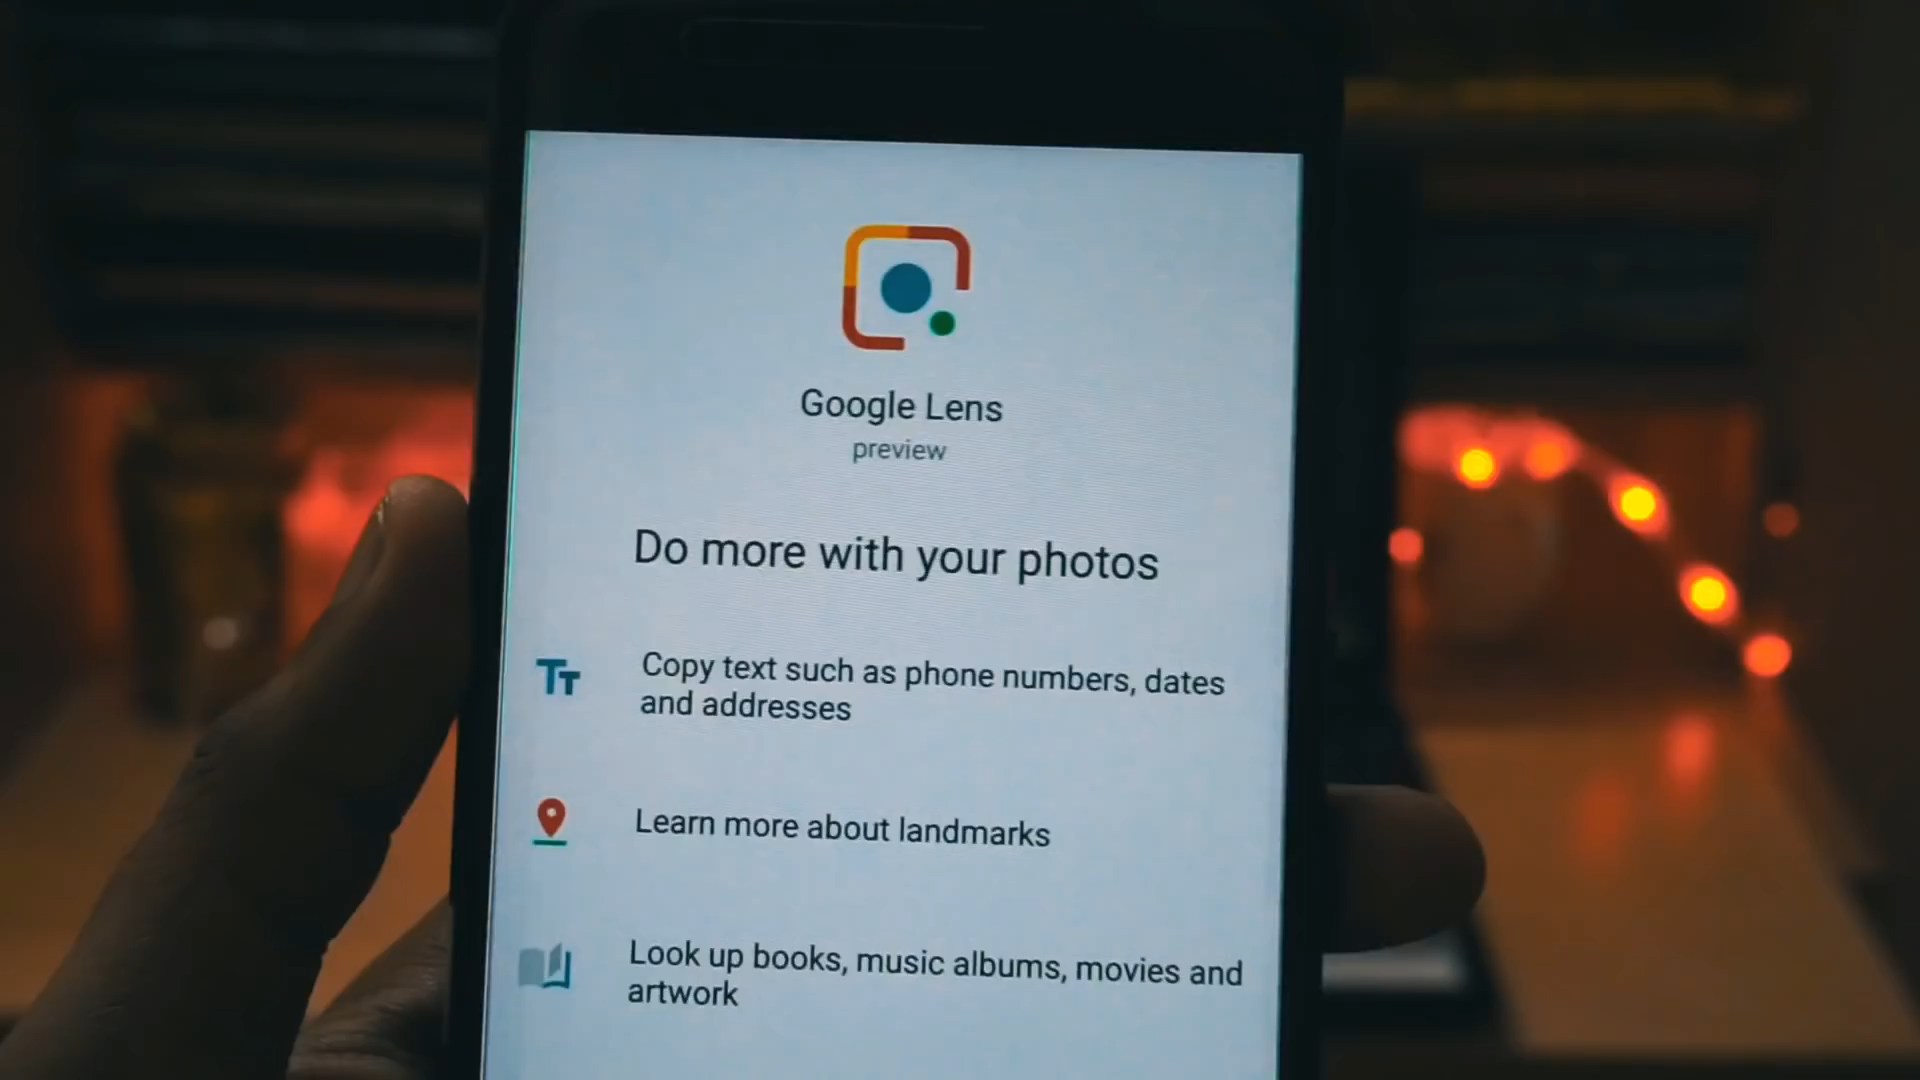 Google Lens
preview
Do more with your photos
Copy text such as phone numbers, dates
and addresses
Learn more about landmarks
Look up books, music albums, movies and
artwork